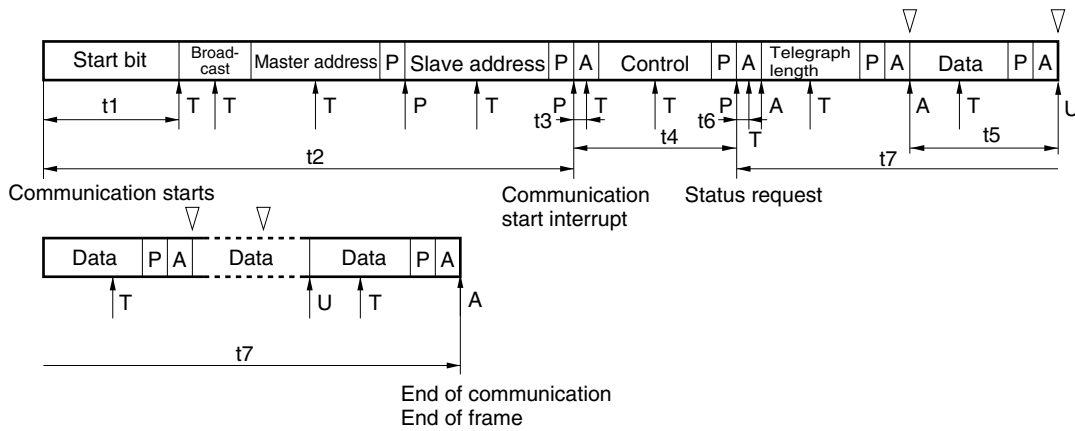 Start bit Broad- cast Master address P Slave address P A Control P A Telegraph length P A Data P A
t1 T T T P T P T T P A T A T U
t3 t6 T
t2 t4 t7 t5
Communication starts Communication start interrupt Status request
Data P A Data Data P A
T U T A
t7
End of communication
End of frame